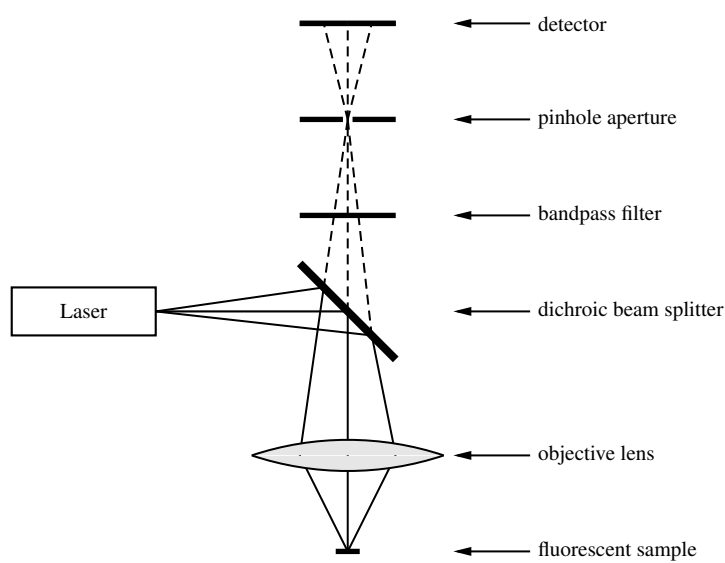 detector
pinhole aperture
bandpass filter
Laser
dichroic beam splitter
objective lens
fluorescent sample